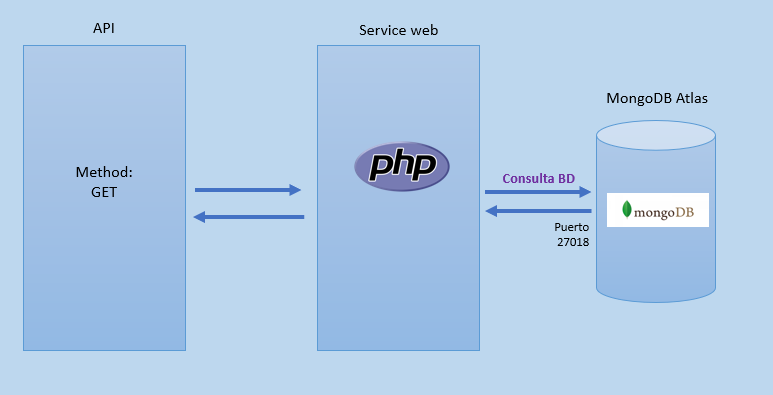 API
Service web
MongoDB Atlas
Method:
GET
php
Consulta BD
mongoDB
Puerto
27018